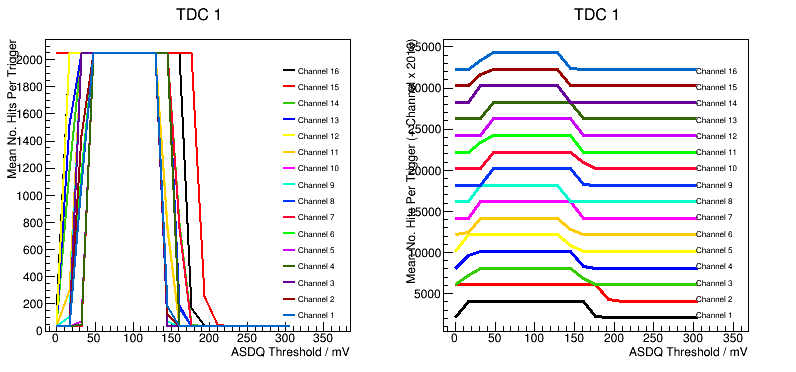 TDC 1
Mean No. Hits Per Trigger
2000
1800
1600
1400
1200
1000
800
600
400
200
0
0 50 100 150 200 250 300 350
ASDQ Threshold / mV
Channel 16
Channel 15
Channel 14
Channel 13
Channel 12
Channel 11
Channel 10
Channel 9
Channel 8
Channel 7
Channel 6
Channel 5
Channel 4
Channel 3
Channel 2
Channel 1
TDC 1
Mean No. Hits Per Trigger
35000
30000
25000
20000
15000
10000
5000
0 50 100 150 200 250 300 350
ASDQ Threshold / mV
Channel 16
Channel 15
Channel 14
Channel 13
Channel 12
Channel 11
Channel 10
Channel 9
Channel 8
Channel 7
Channel 6
Channel 5
Channel 4
Channel 3
Channel 2
Channel 1